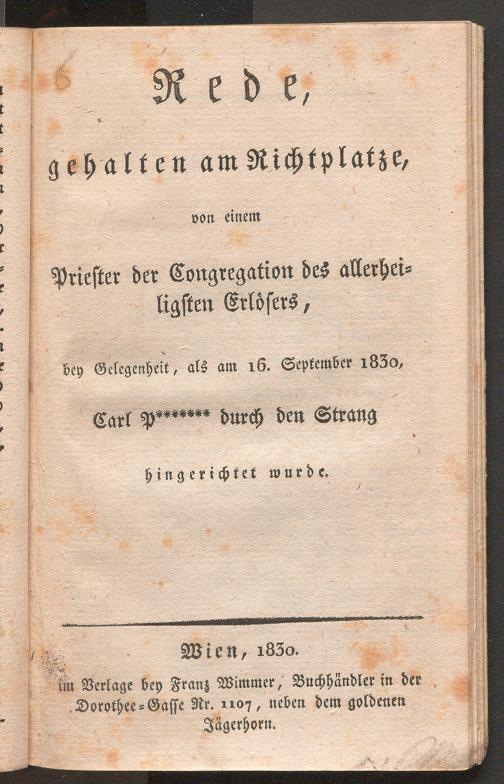 Rede,
gehalten am Richtplatze,
von einem
Priester der Congregation des allerhei-
ligsten Erlösers,
bey Gelegenheit, als am 16. September 1830,
Carl P******* durch den Strang
hingerichtet wurde.
Wien, 1830.
im Verlage bey Franz Wimmer, Buchhändler in der
Dorothee-Gasse Nr. 1107, neben dem goldenen
Jägerhorn.